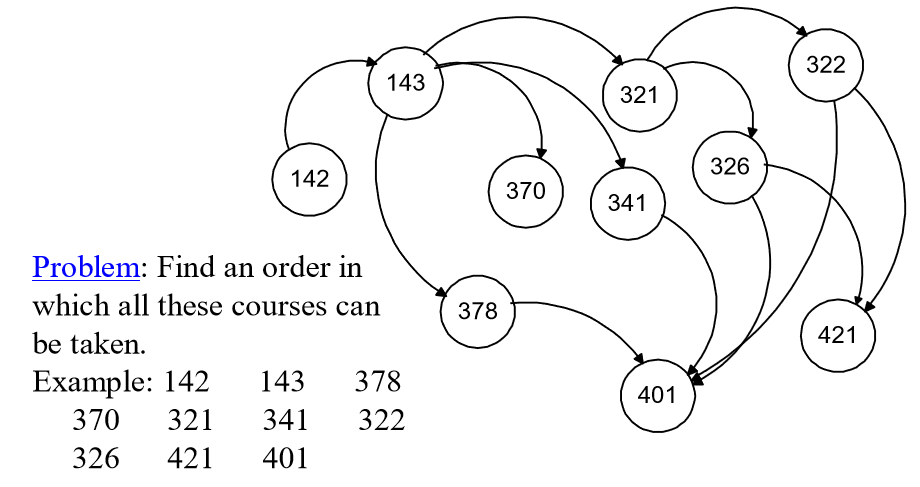 322
143
321
326
142
370
341
Problem: Find an order in
which all these courses can
be taken.
Example: 142 143 378
370 321 341 322
326 421 401
378
421
401